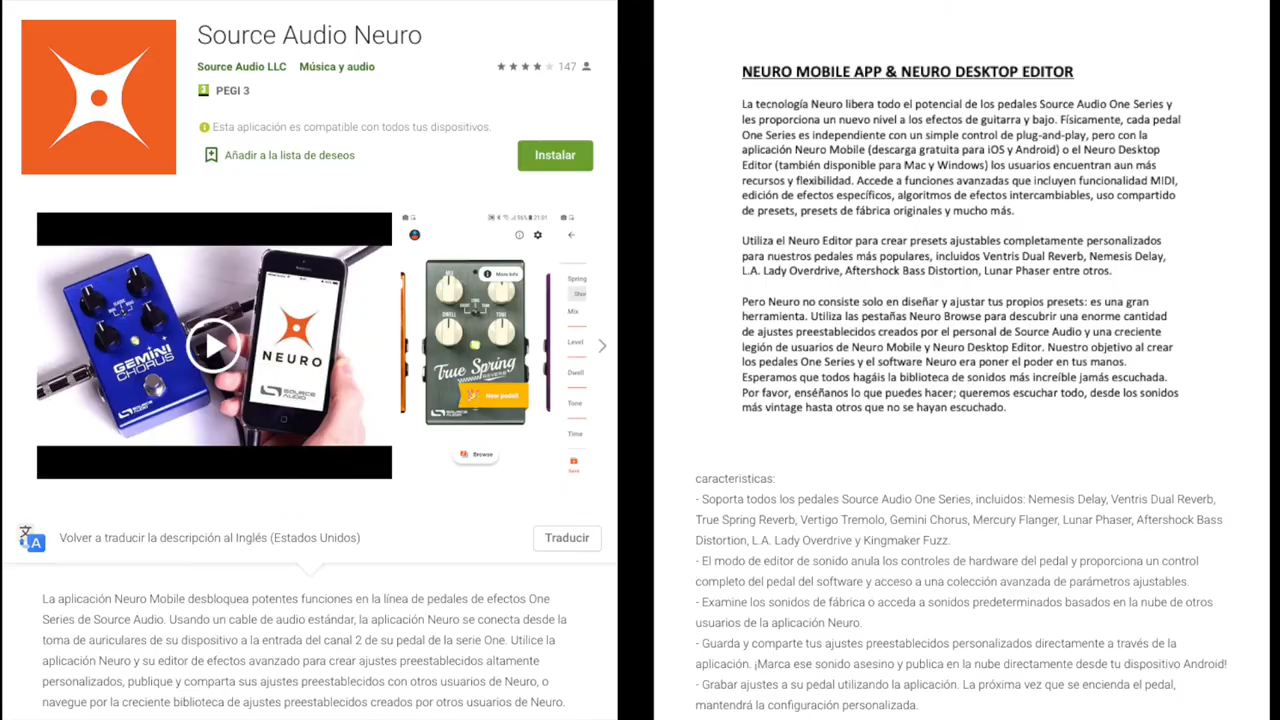 Source Audio Neuro
Source Audio LLC Música y audio
147
PEGI 3
Esta aplicación es compatible con todos tus dispositivos.
Añadir a la lista de deseos
Instalar
GEMINI
CHORUS
NEURO
SOURCE
AUDIO
21:01
More Info
MIX
DWELL
TONE
True Spring
REVERB
SOURCE
AUDIO
New pedal!
Browse
Spring
Shor
Mix
Level
Dwell
Tone
Time
Save
Volver a traducir la descripción al Inglés (Estados Unidos)
Traducir
La aplicación Neuro Mobile desbloquea potentes funciones en la línea de pedales de efectos One
Series de Source Audio. Usando un cable de audio estándar, la aplicación Neuro se conecta desde la
toma de auriculares de su dispositivo a la entrada del canal 2 de su pedal de la serie One. Utilice la
aplicación Neuro y su editor de efectos avanzado para crear ajustes preestablecidos altamente
personalizados, publique y comparta sus ajustes preestablecidos con otros usuarios de Neuro, o
navegue por la creciente biblioteca de ajustes preestablecidos creados por otros usuarios de Neuro.
NEURO MOBILE APP & NEURO DESKTOP EDITOR
La tecnología Neuro libera todo el potencial de los pedales Source Audio One Series y
les proporciona un nuevo nivel a los efectos de guitarra y bajo. Físicamente, cada pedal
One Series es independiente con un simple control de plug-and-play, pero con la
aplicación Neuro Mobile (descarga gratuita para iOS y Android) o el Neuro Desktop
Editor (también disponible para Mac y Windows) los usuarios encuentran aun más
recursos y flexibilidad. Accede a funciones avanzadas que incluyen funcionalidad MIDI,
edición de efectos específicos, algoritmos de efectos intercambiables, uso compartido
de presets, presets de fábrica originales y mucho más.
Utiliza el Neuro Editor para crear presets ajustables completamente personalizados
para nuestros pedales más populares, incluidos Ventris Dual Reverb, Nemesis Delay,
L.A. Lady Overdrive, Aftershock Bass Distortion, Lunar Phaser entre otros.
Pero Neuro no consiste solo en diseñar y ajustar tus propios presets: es una gran
herramienta. Utiliza las pestañas Neuro Browse para descubrir una enorme cantidad
de ajustes preestablecidos creados por el personal de Source Audio y una creciente
legión de usuarios de Neuro Mobile y Neuro Desktop Editor. Nuestro objetivo al crear
los pedales One Series y el software Neuro era poner el poder en tus manos.
Esperamos que todos hagáis la biblioteca de sonidos más increíble jamás escuchada.
Por favor, enséñanos lo que puedes hacer; queremos escuchar todo, desde los sonidos
más vintage hasta otros que no se hayan escuchado.
caracteristicas:
- Soporta todos los pedales Source Audio One Series, incluidos: Nemesis Delay, Ventris Dual Reverb,
True Spring Reverb, Vertigo Tremolo, Gemini Chorus, Mercury Flanger, Lunar Phaser, Aftershock Bass
Distortion, L.A. Lady Overdrive y Kingmaker Fuzz.
- El modo de editor de sonido anula los controles de hardware del pedal y proporciona un control
completo del pedal del software y acceso a una colección avanzada de parámetros ajustables.
- Examine los sonidos de fábrica o acceda a sonidos predeterminados basados en la nube de otros
usuarios de la aplicación Neuro.
- Guarda y comparte tus ajustes preestablecidos personalizados directamente a través de la
aplicación. ¡Marca ese sonido asesino y publica en la nube directamente desde tu dispositivo Android!
- Grabar ajustes a su pedal utilizando la aplicación. La próxima vez que se encienda el pedal,
mantendrá la configuración personalizada.